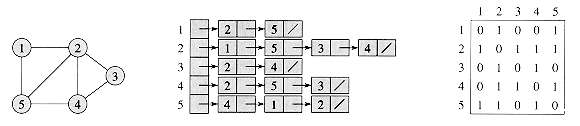 1 2
3
5 4
1 2 5 /
2 1 5 3 4 /
3 2 4 /
4 2 5 3 /
5 4 1 2 /
1 2 3 4 5
1 0 1 0 0 1
2 1 0 1 1 1
3 0 1 0 1 0
4 0 1 1 0 1
5 1 1 0 1 0